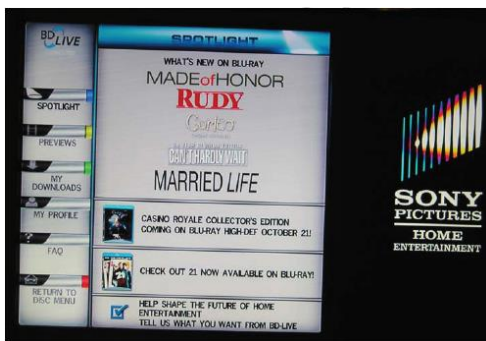 BD LIVE
SPOTLIGHT
PREVIEWS
MY
DOWNLOADS
MY PROFILE
FAQ
RETURN TO
DISC MENU
SPOTLIGHT
WHAT'S NEW ON BLU-RAY
MADE of HONOR
RUDY
CAN'T HARDLY WAIT
MARRIED LIFE
CASINO ROYALE COLLECTOR'S EDITION
COMING ON BLU-RAY HIGH-DEF OCTOBER 21!
CHECK OUT 21 NOW AVAILABLE ON BLU-RAY!
HELP SHAPE THE FUTURE OF HOME
ENTERTAINMENT
TELL US WHAT YOU WANT FROM BD-LIVE
SONY
PICTURES
HOME
ENTERTAINMENT